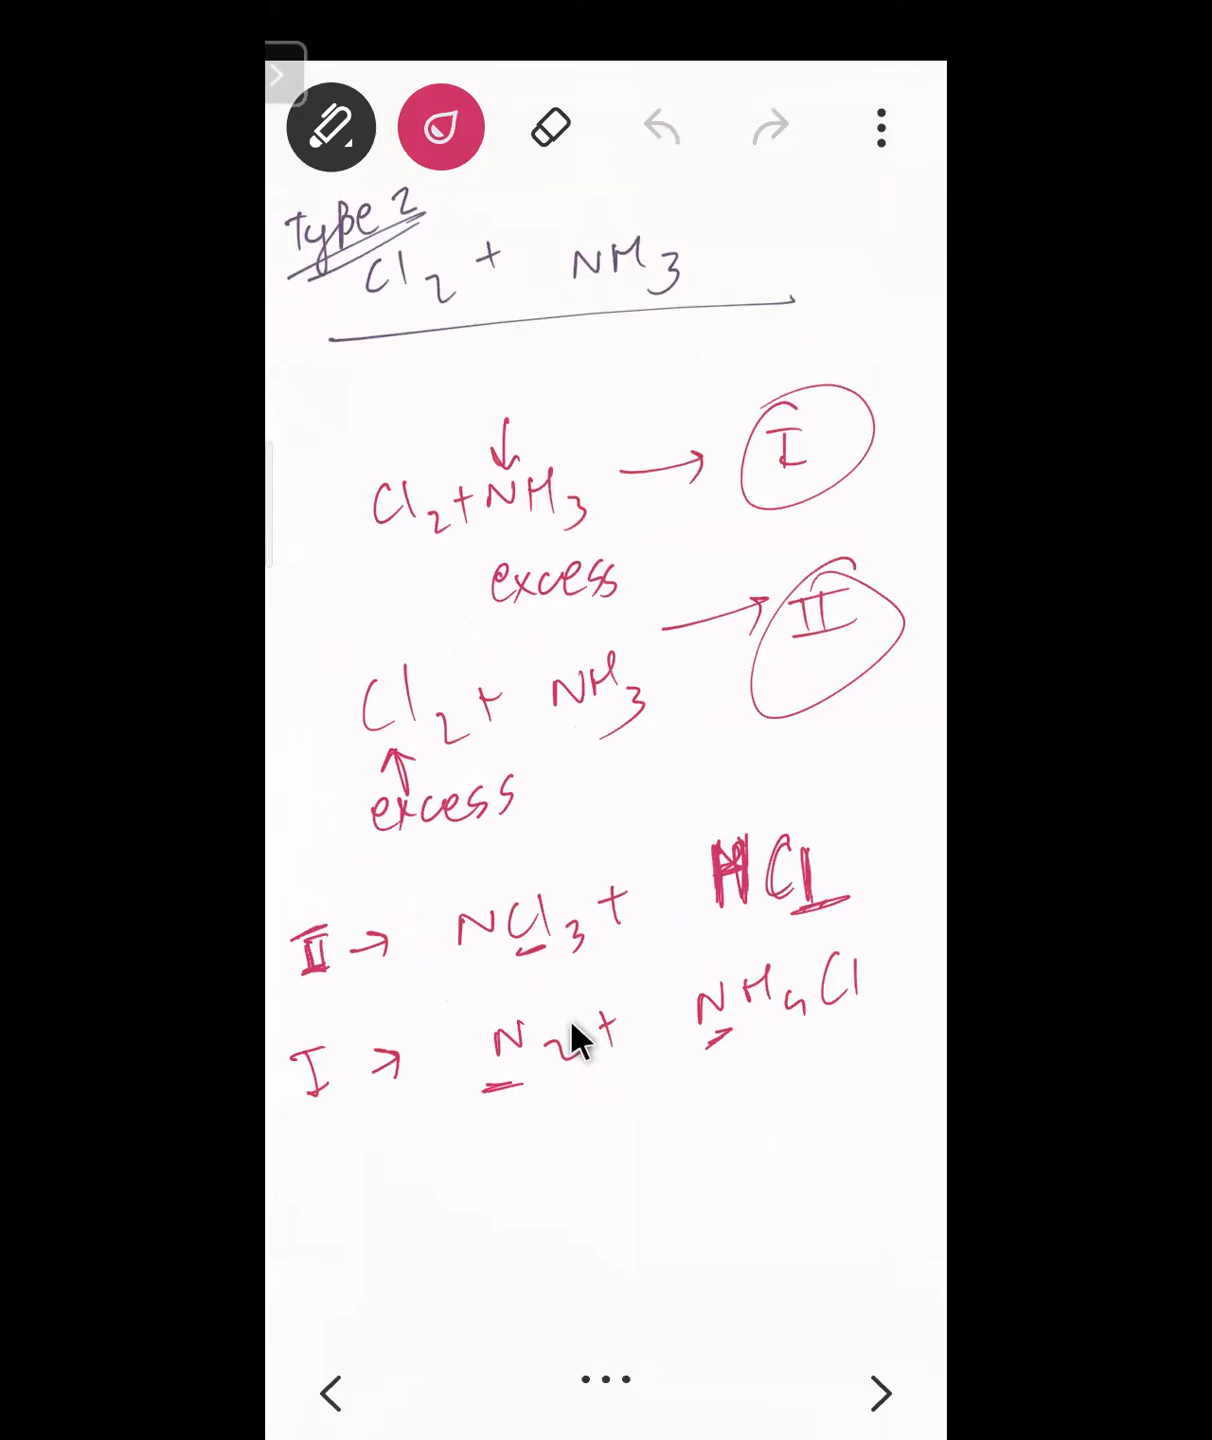 Type 2
Cl2 + NH3
Cl2 + NH3 → I
excess
Cl2 + NH3 → II
excess
II → NCl3 + HCl
I → N2 + NH4Cl